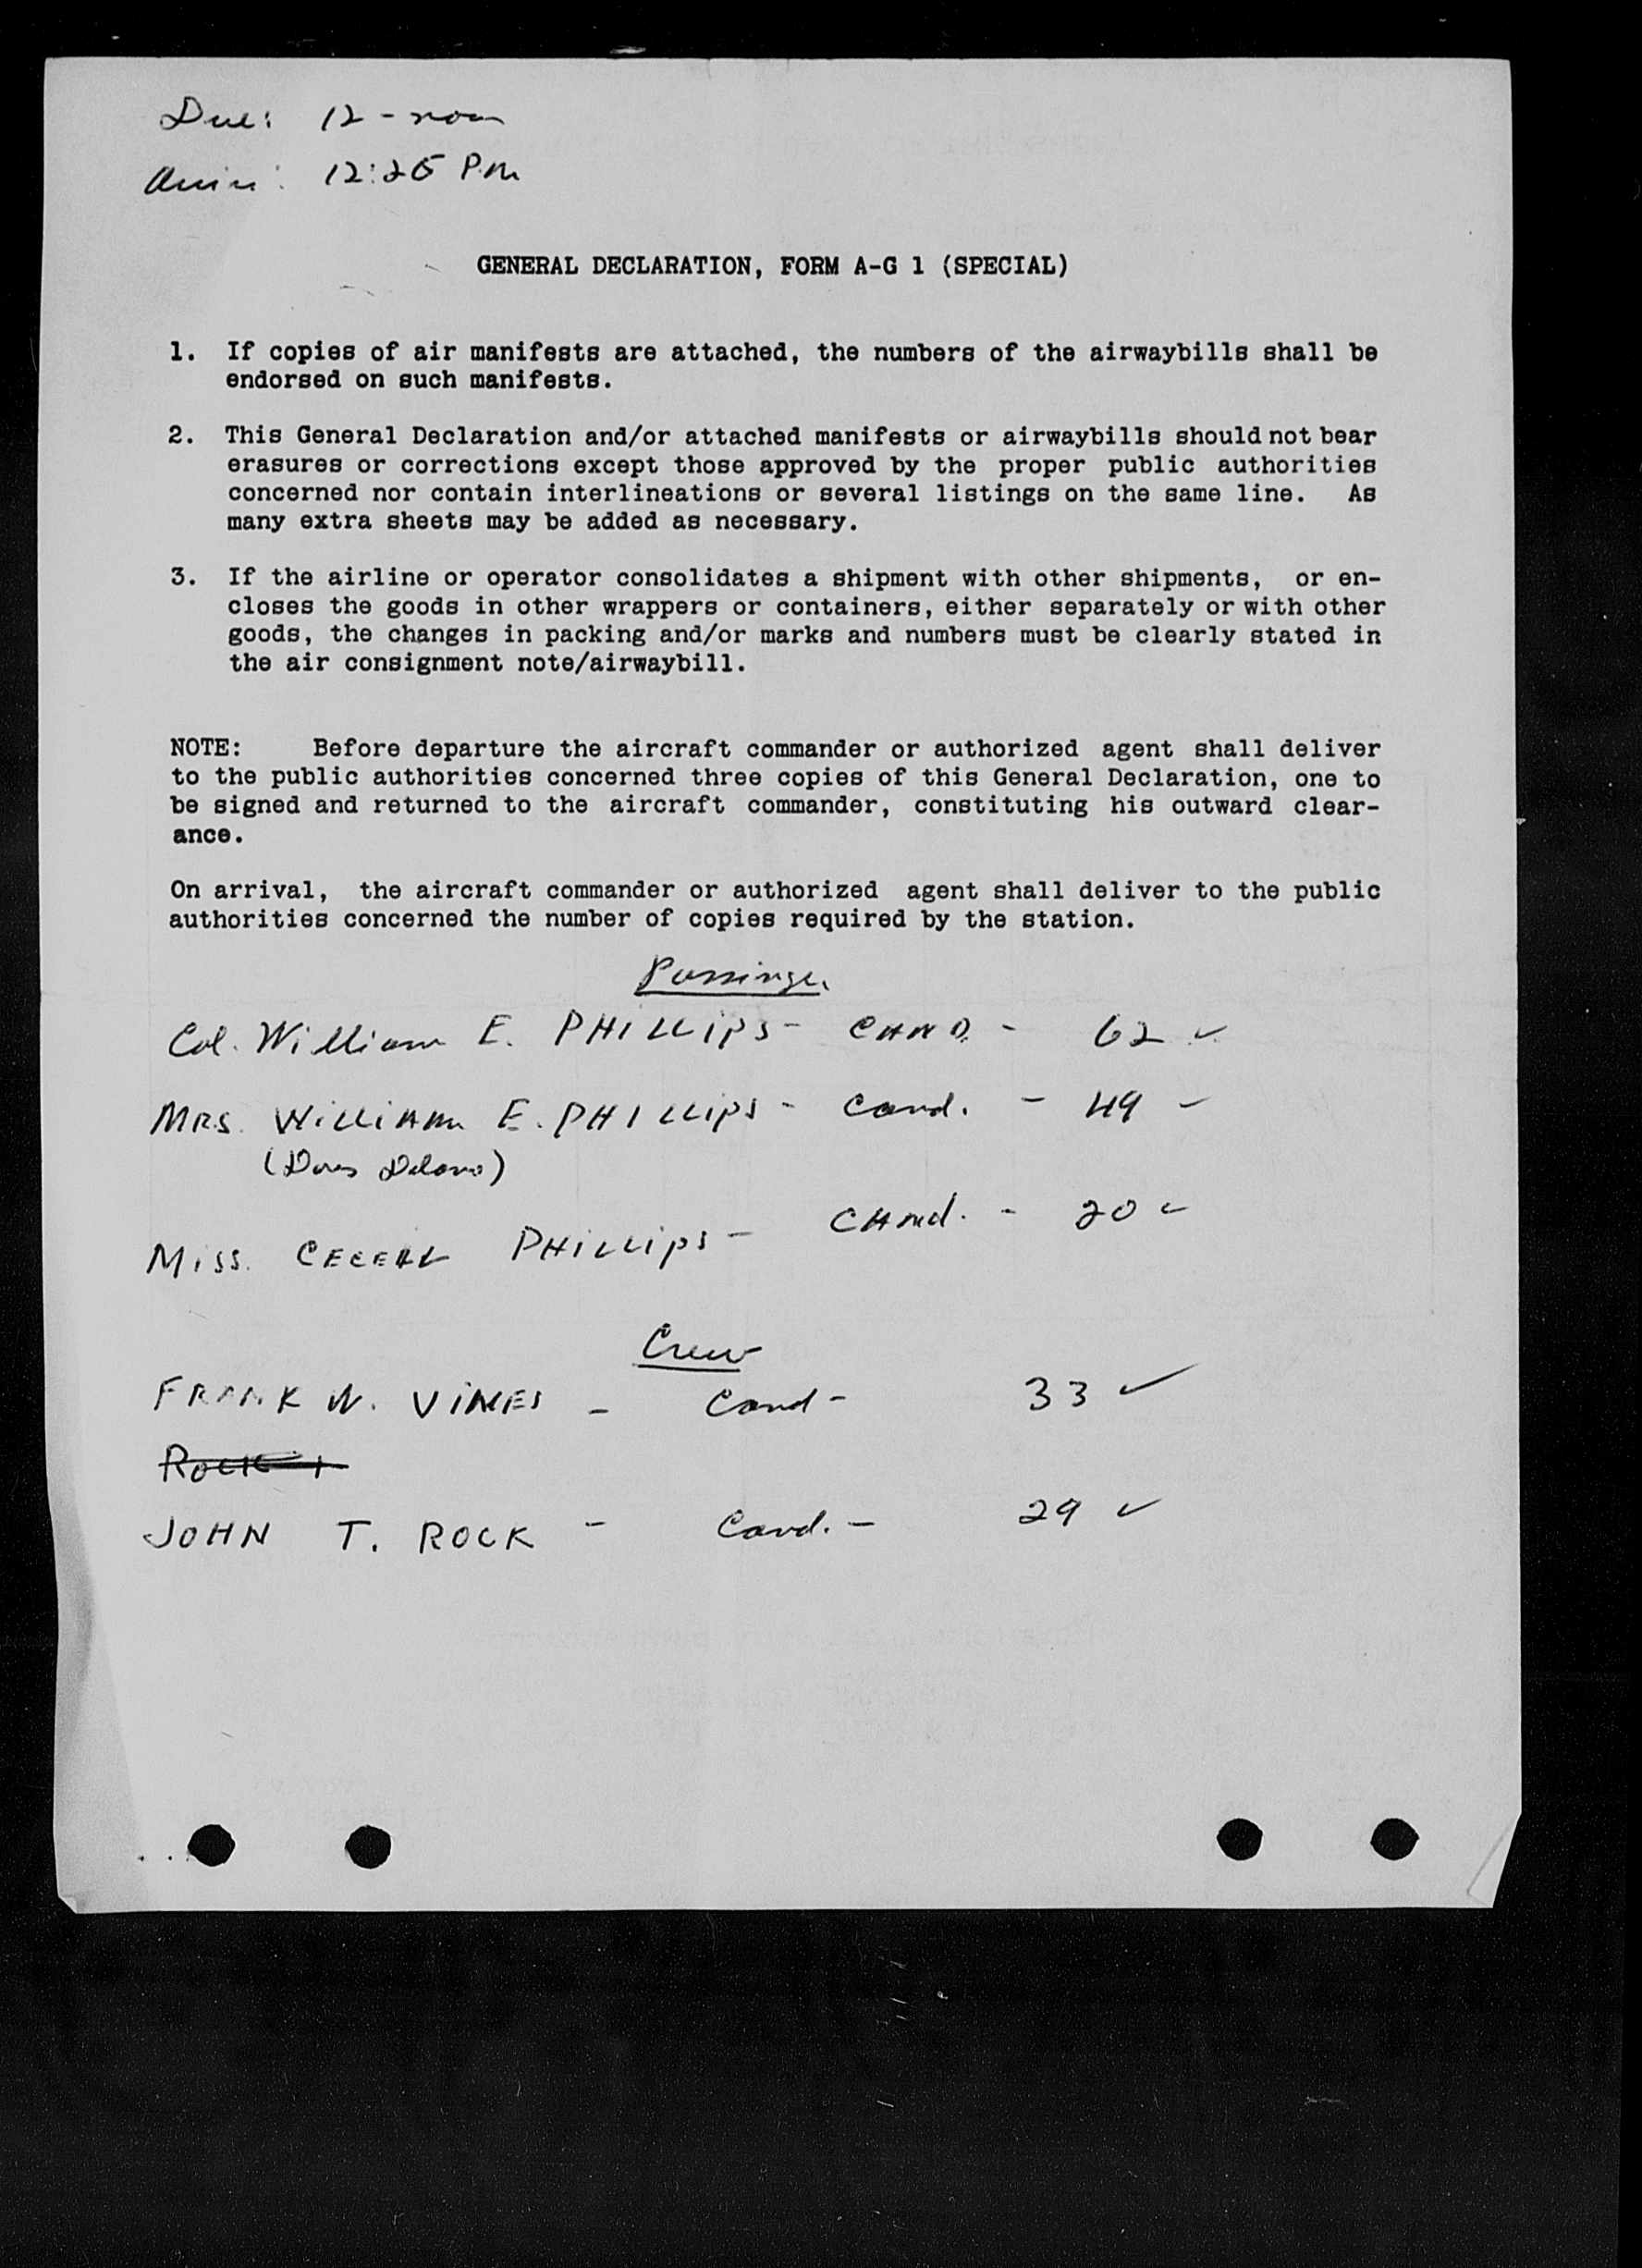 Due: 12 - noon
12:25 P.M
GENERAL DECLARATION, FORM A-G 1 (SPECIAL)
1. If copies of air manifests are attached, the numbers of the airwaybills shall be
endorsed on such manifests.
2. This General Declaration and/or attached manifests or airwaybills should not bear
erasures or corrections except those approved by the proper public authorities
concerned nor contain interlineations or several listings on the same line. As
many extra sheets may be added as necessary.
3. If the airline or operator consolidates a shipment with other shipments, or en-
closes the goods in other wrappers or containers, either separately or with other
goods, the changes in packing and/or marks and numbers must be clearly stated in
the air consignment note/airwaybill.
NOTE: Before departure the aircraft commander or authorized agent shall deliver
to the public authorities concerned three copies of this General Declaration, one to
be signed and returned to the aircraft commander, constituting his outward clear-
ance.
On arrival, the aircraft commander or authorized agent shall deliver to the public
authorities concerned the number of copies required by the station.
Col. William E. PHILLIPS - - 62 ✓
MRS. WILLIAM E. PHILLIPS - Cand. - 49 ✓
MISS. PHILLIPS - - 20 ✓
Crew
FRANK W. VINES - Cand - 33 ✓
JOHN T. ROCK - Cand. - 29 ✓